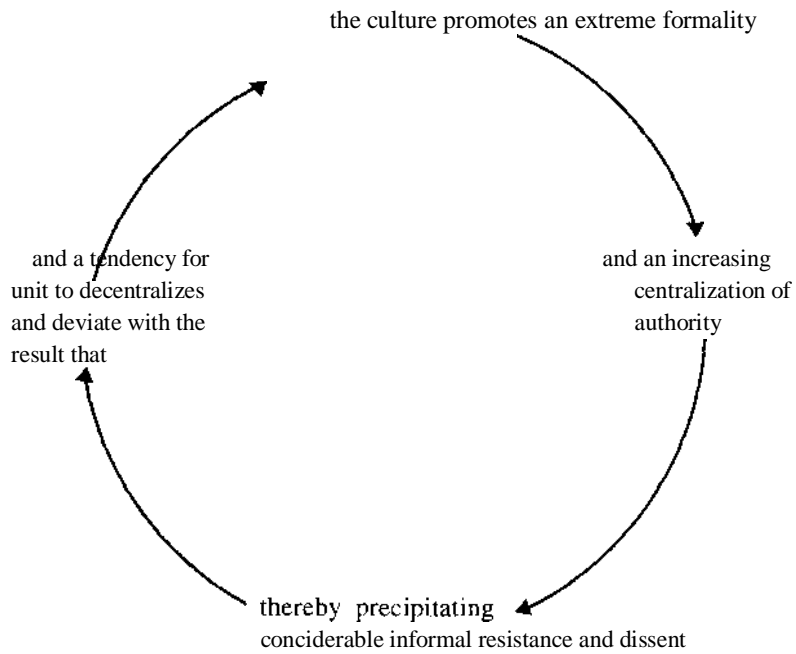 the culture promotes an extreme formality
and an increasing
centralization of
authority
thereby precipitating
conciderable informal resistance and dissent
and a tendency for
unit to decentralizes
and deviate with the
result that